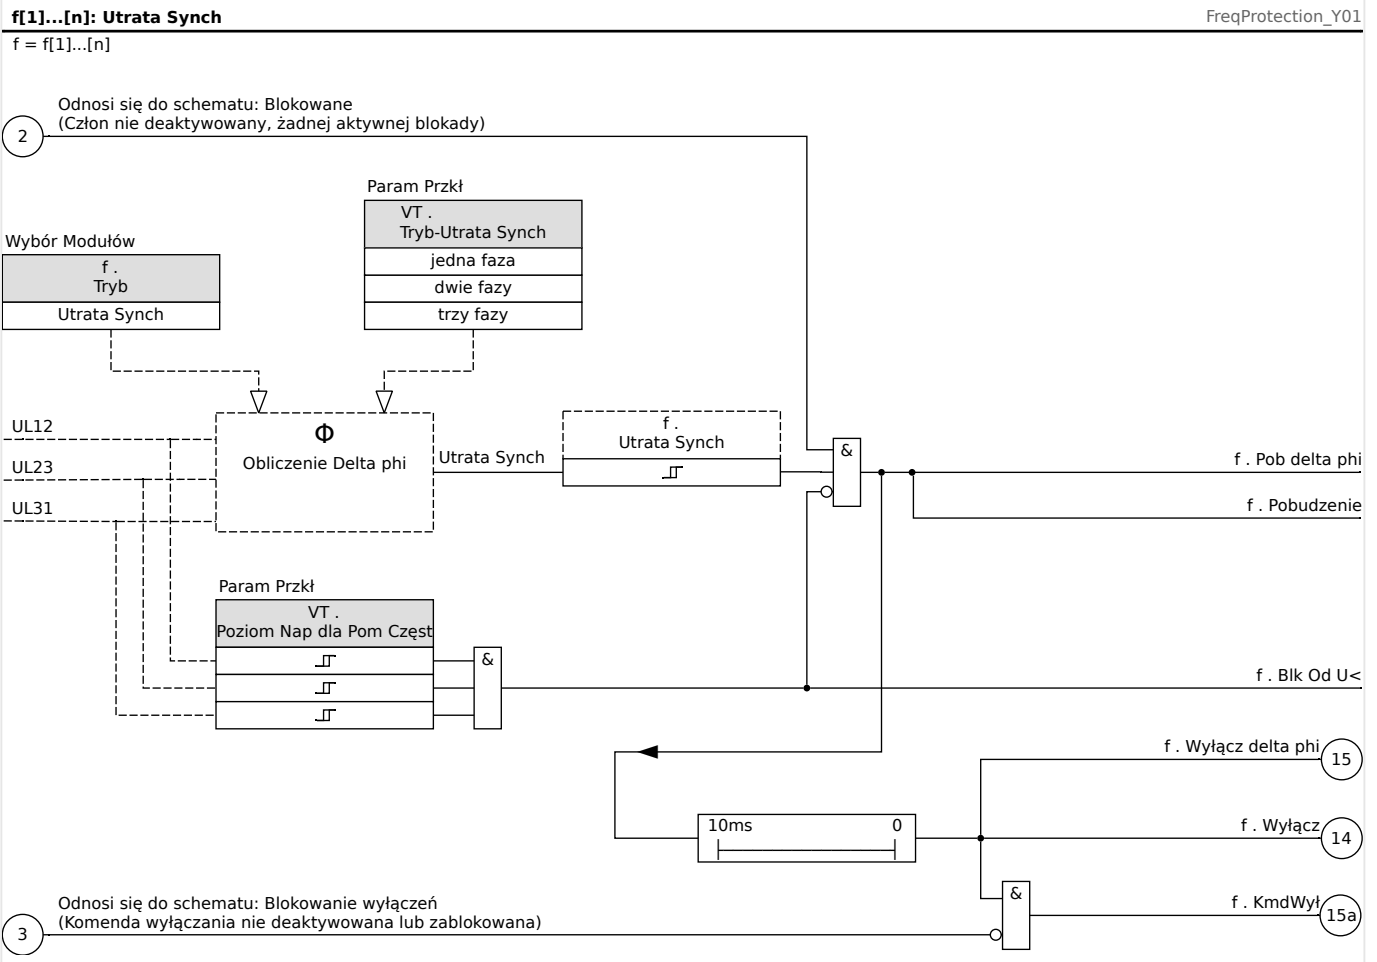 f[1]...[n]: Utrata Synch
FreqProtection_Y01
f = f[1]...[n]
Odnosi się do schematu: Blokowane
(Człon nie deaktywowany, żadnej aktywnej blokady)
2
Param Przkł
VT .
Tryb-Utrata Synch
jedna faza
dwie fazy
trzy fazy
Wybór Modułów
f .
Tryb
Utrata Synch
UL12
UL23
UL31
Φ
Obliczenie Delta phi
Utrata Synch
f .
Utrata Synch
&
f . Pob delta phi
f . Pobudzenie
Param Przkł
VT .
Poziom Nap dla Pom Częst
&
f . Blk Od U<
f . Wyłącz delta phi
15
10ms 0
f . Wyłącz
14
&
f . KmdWył
15a
Odnosi się do schematu: Blokowanie wyłączeń
(Komenda wyłączania nie deaktywowana lub zablokowana)
3